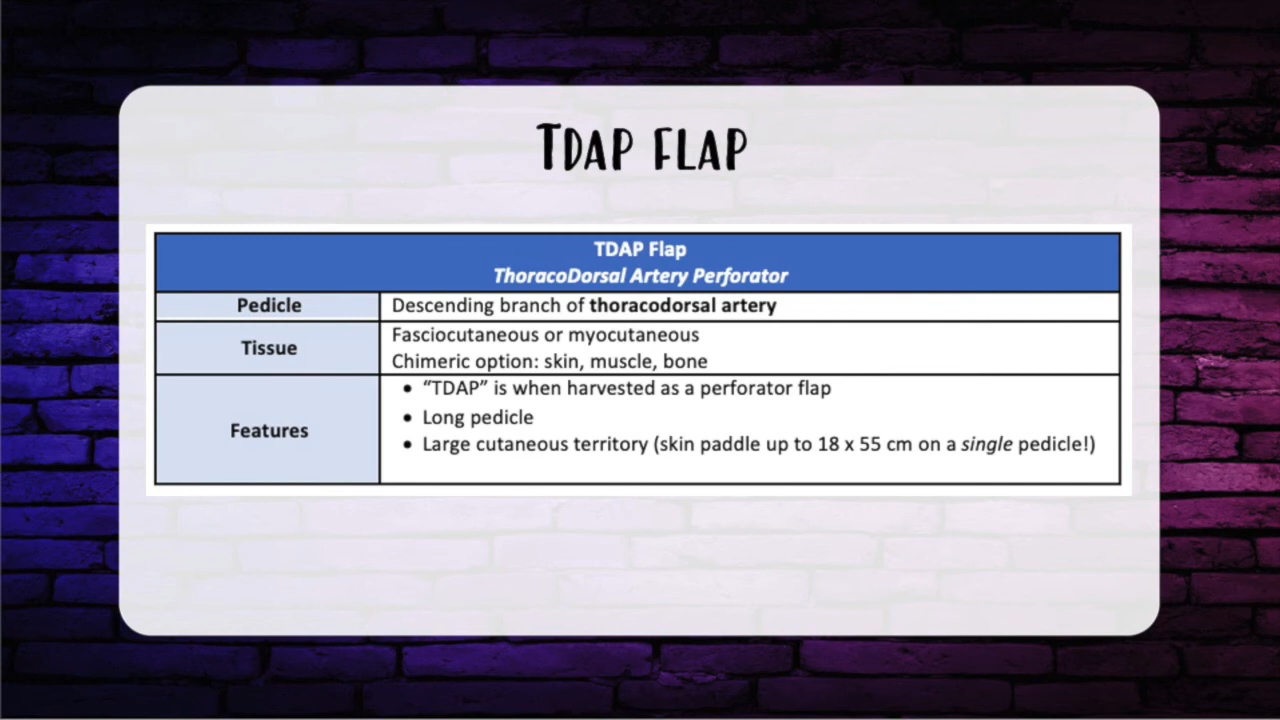 TDAP FLAP
TDAP Flap
ThoracoDorsal Artery Perforator
Pedicle
Descending branch of thoracodorsal artery
Tissue
Fasciocutaneous or myocutaneous
Chimeric option: skin, muscle, bone
Features
• “TDAP” is when harvested as a perforator flap
• Long pedicle
• Large cutaneous territory (skin paddle up to 18 x 55 cm on a single pedicle!)